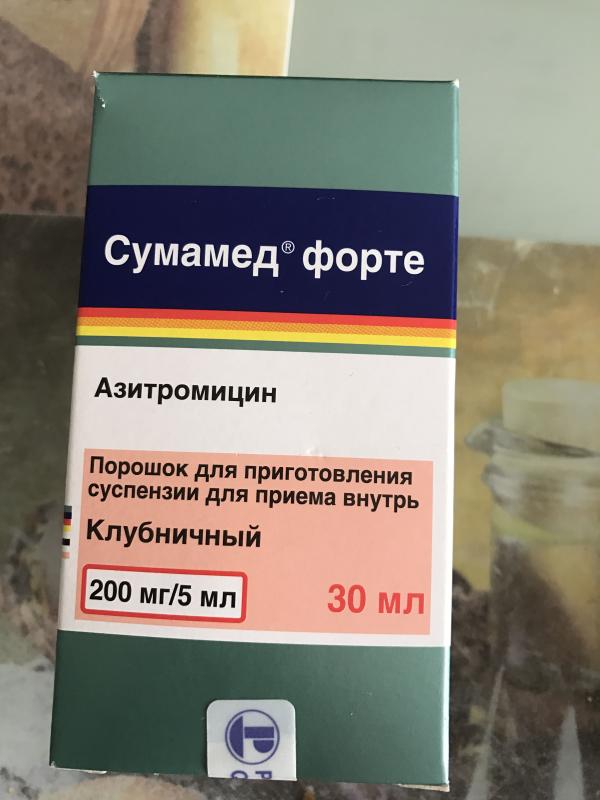 Сумамед® форте
Азитромицин
Порошок для приготовления
суспензии для приема внутрь
Клубничный
200 мг/5 мл
30 мл